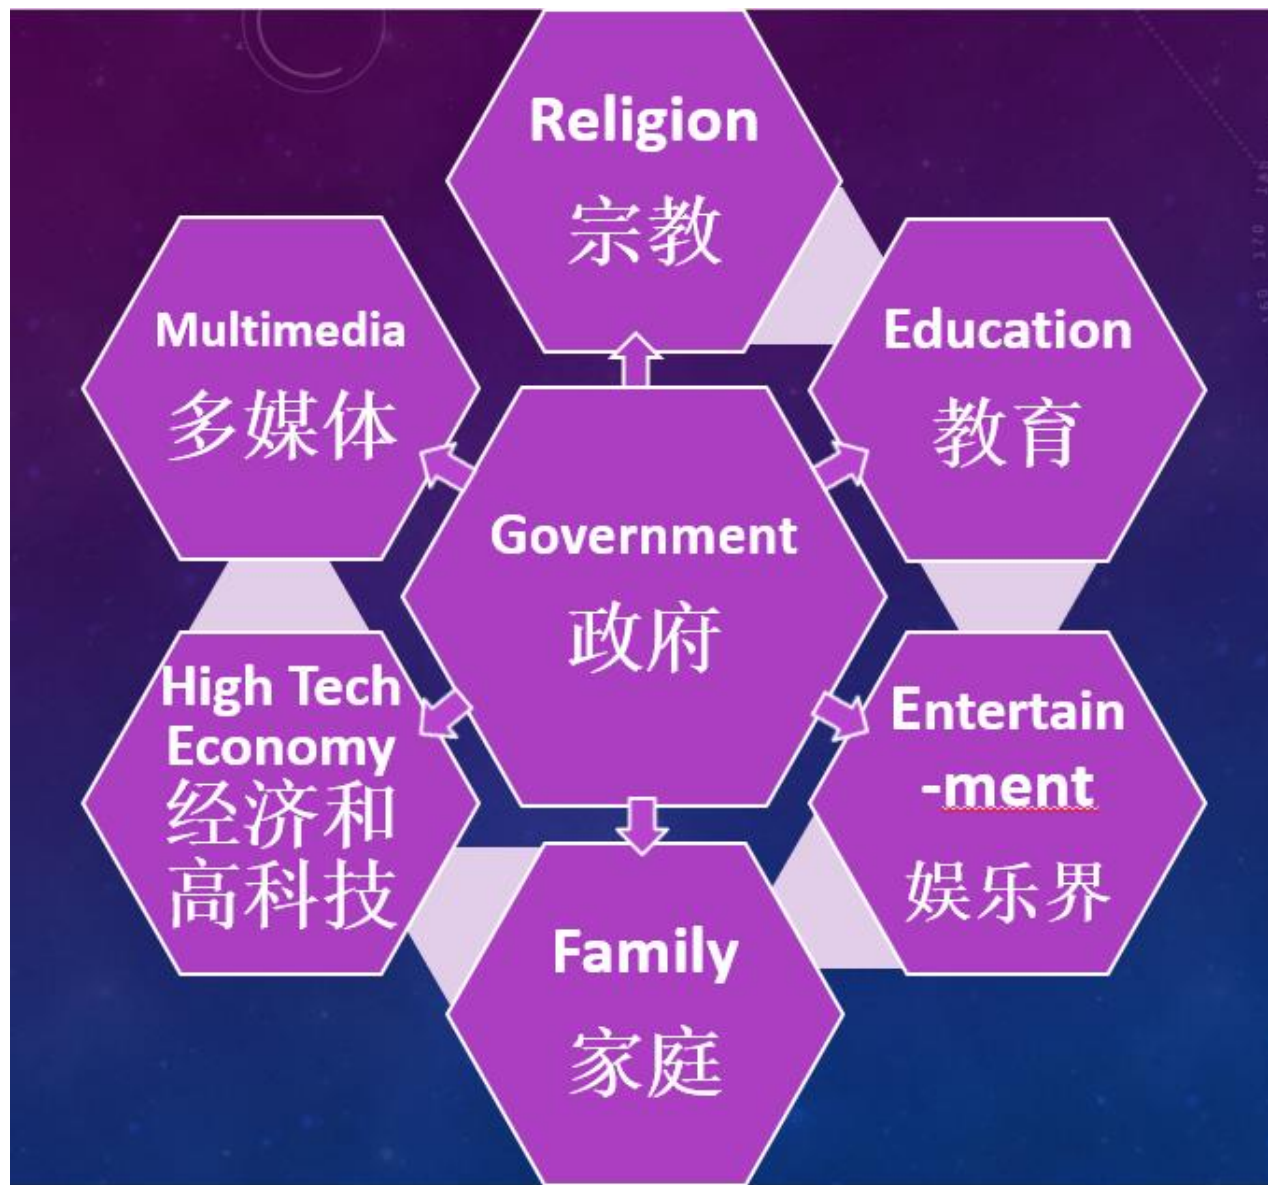 Religion
宗教
Multimedia
多媒体
Education
教育
Government
政府
High Tech
Economy
经济和
高科技
Entertain
-ment
娱乐界
Family
家庭